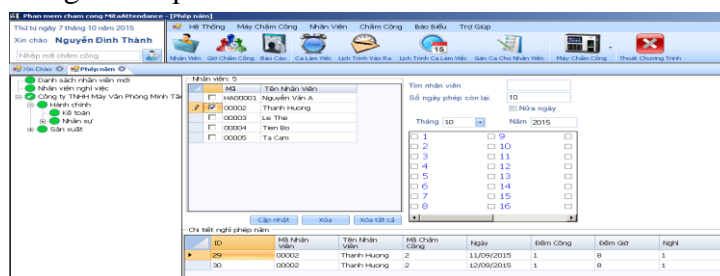 Phan mem cham cong MitaAttendance - [Phép năm]
Thứ tư ngày 7 tháng 10 năm 2015
Hệ Thống Máy Chấm Công Nhân Viên Chấm Công Báo Biểu Trợ Giúp
Xin chào Nguyễn Đình Thành
Nhập mã chấm công
15
Nhân Viên Giờ Chấm Công Báo Cáo Ca Làm Việc Lịch Trình Vào Ra Lịch Trình Ca Làm Việc Gán Ca Cho Nhân Viên Máy Chấm Công Thoát Chương Trình
Phép năm
Danh sách nhân viên mới
Nhân viên nghỉ việc
Công ty TNHH Máy Văn Phòng Minh Tâ
Hành chính
Kế toán
Nhân sự
Sản xuất
Nhân viên: 5
Mã Tên Nhân Viên
HA00001 Nguyễn Văn A
00002 Thanh Huong
00003 Le The
00004 Tien Bo
00005 Ta Cam
Tìm nhân viên
Số ngày phép còn lại: 10
Nửa ngày
Tháng 10 Năm 2015
1 9
2 10
3 11
4 12
5 13
6 14
7 15
8 16
Cập nhật Xóa Xóa tất cả
Chi tiết nghỉ phép năm
ID Mã Nhân Viên Tên Nhân Viên Mã Chấm Công Ngày Đếm Công Đếm Giờ Nghỉ
29 00002 Thanh Huong 2 11/09/2015 1 8 1
30 00002 Thanh Huong 2 12/09/2015 1 8 1